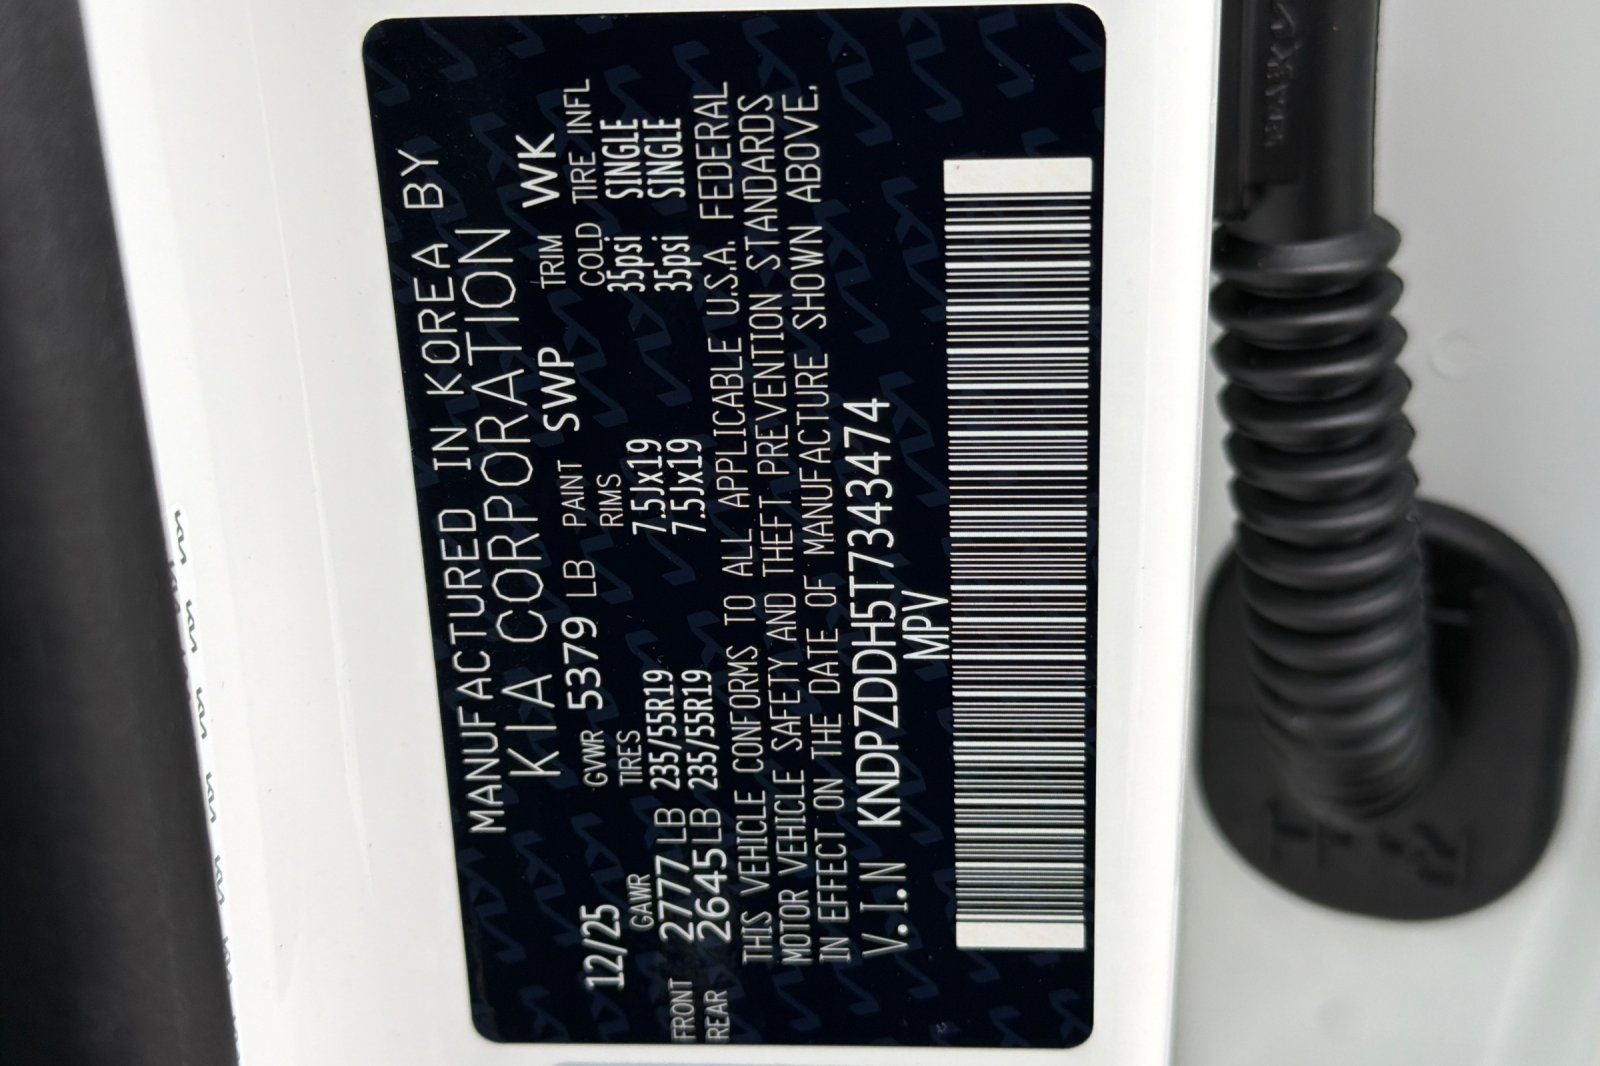 MANUFACTURED IN KOREA BY
KIA CORPORATION
12/25 GVWR 5379 LB PAINT SWP TRIM WK
GAWR TIRES RIMS COLD TIRE INFL
FRONT 2777 LB 235/55R19 7.5Jx19 35psi SINGLE
REAR 2645LB 235/55R19 7.5Jx19 35psi SINGLE
THIS VEHICLE CONFORMS TO ALL APPLICABLE U.S.A. FEDERAL
MOTOR VEHICLE SAFETY AND THEFT PREVENTION STANDARDS
IN EFFECT ON THE DATE OF MANUFACTURE SHOWN ABOVE.
V.I.N KNDPZDDH5T7343474
MPV